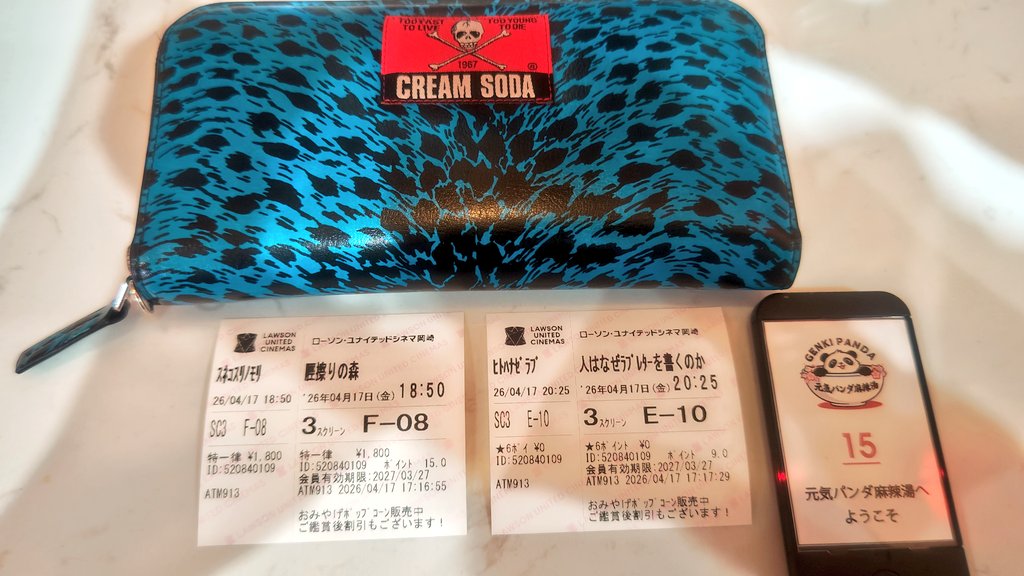 TOO FAST TO LIVE
TOO YOUNG TO DIE
1967
®
CREAM SODA
LAWSON
UNITED
CINEMAS
ローソン・ユナイテッドシネマ岡崎
スネコスリノモリ
脛擦りの森
26/04/17 18:50
'26年04月17日(金) 18:50
SC3 F-08
3スクリーン F-08
特一律 ¥1,800
ID:520840109
ATM913
特一律 ¥1,800
ID:520840109 ポイント 15.0
会員有効期限:2027/03/27
ATM913 2026/04/17 17:16:55
おみやげポップコーン販売中
ご鑑賞後割引もございます!
LAWSON
UNITED
CINEMAS
ローソン・ユナイテッドシネマ岡崎
ヒトハナゼラブ
人はなぜラブレターを書くのか
26/04/17 20:25
'26年04月17日(金) 20:25
SC3 E-10
3スクリーン E-10
★6ポイ ¥0
ID:520840109
ATM913
★6ポイント ¥0
ID:520840109 ポイント 9.0
会員有効期限:2027/03/27
ATM913 2026/04/17 17:17:29
おみやげポップコーン販売中
ご鑑賞後割引もございます!
GENKI PANDA
元気パンダ麻辣湯
15
元気パンダ麻辣湯へ
ようこそ